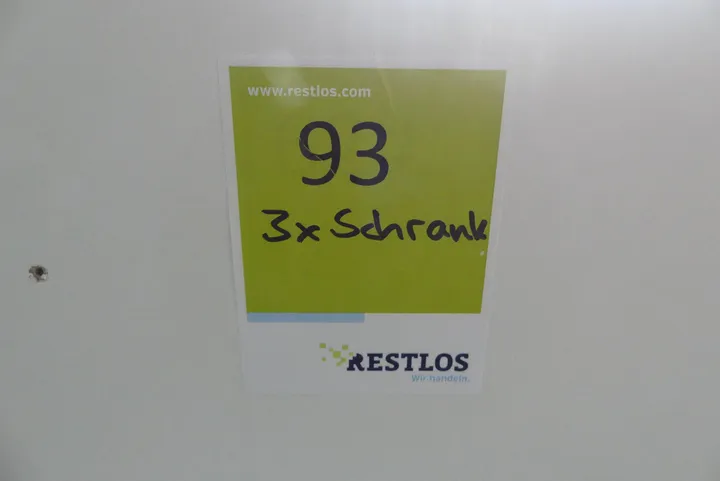 www.restlos.com
93
3x Schrank
RESTLOS
Wir handeln.